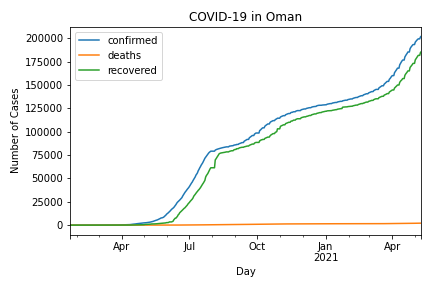 COVID-19 in Oman
confirmed
deaths
recovered
200000
175000
150000
125000
100000
75000
50000
25000
0
Number of Cases
Apr
Jul
Oct
Jan
2021
Apr
Day